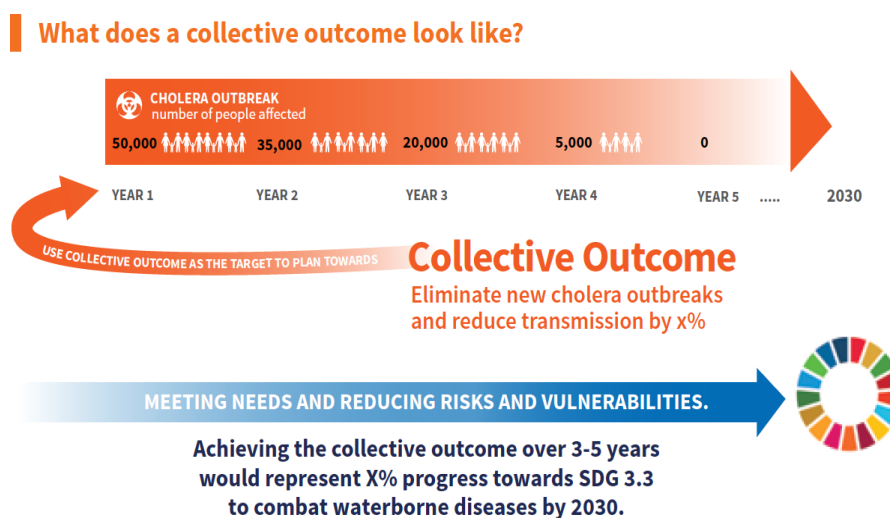 What does a collective outcome look like?
CHOLERA OUTBREAK
number of people affected
50,000 35,000 20,000 5,000 0
YEAR 1 YEAR 2 YEAR 3 YEAR 4 YEAR 5 ..... 2030
USE COLLECTIVE OUTCOME AS THE TARGET TO PLAN TOWARDS
Collective Outcome
Eliminate new cholera outbreaks
and reduce transmission by x%
MEETING NEEDS AND REDUCING RISKS AND VULNERABILITIES.
Achieving the collective outcome over 3-5 years
would represent X% progress towards SDG 3.3
to combat waterborne diseases by 2030.